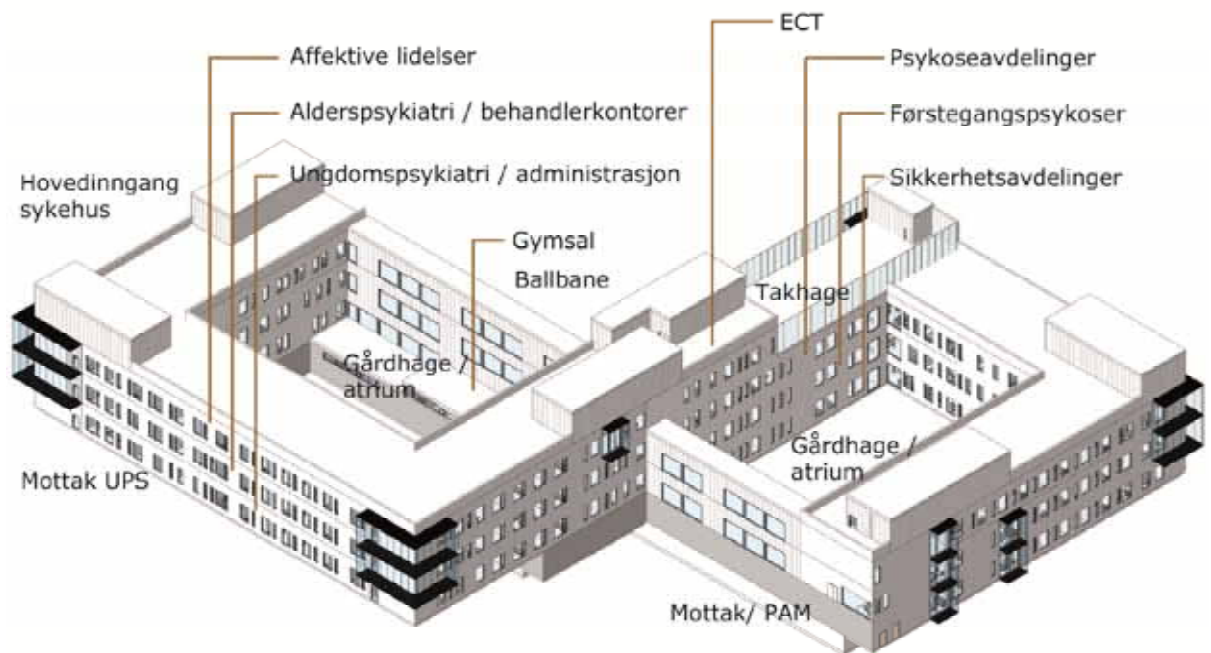 ECT
Affektive lidelser
Psykoseavdelinger
Alderspsykiatri / behandlerkontorer
Førstegangspsykoser
Ungdomspsykiatri / administrasjon
Sikkerhetsavdelinger
Hovedinngang
sykehus
Gymsal
Ballbane
Takhage
Gårdhage /
atrium
Gårdhage /
atrium
Mottak UPS
Mottak/ PAM